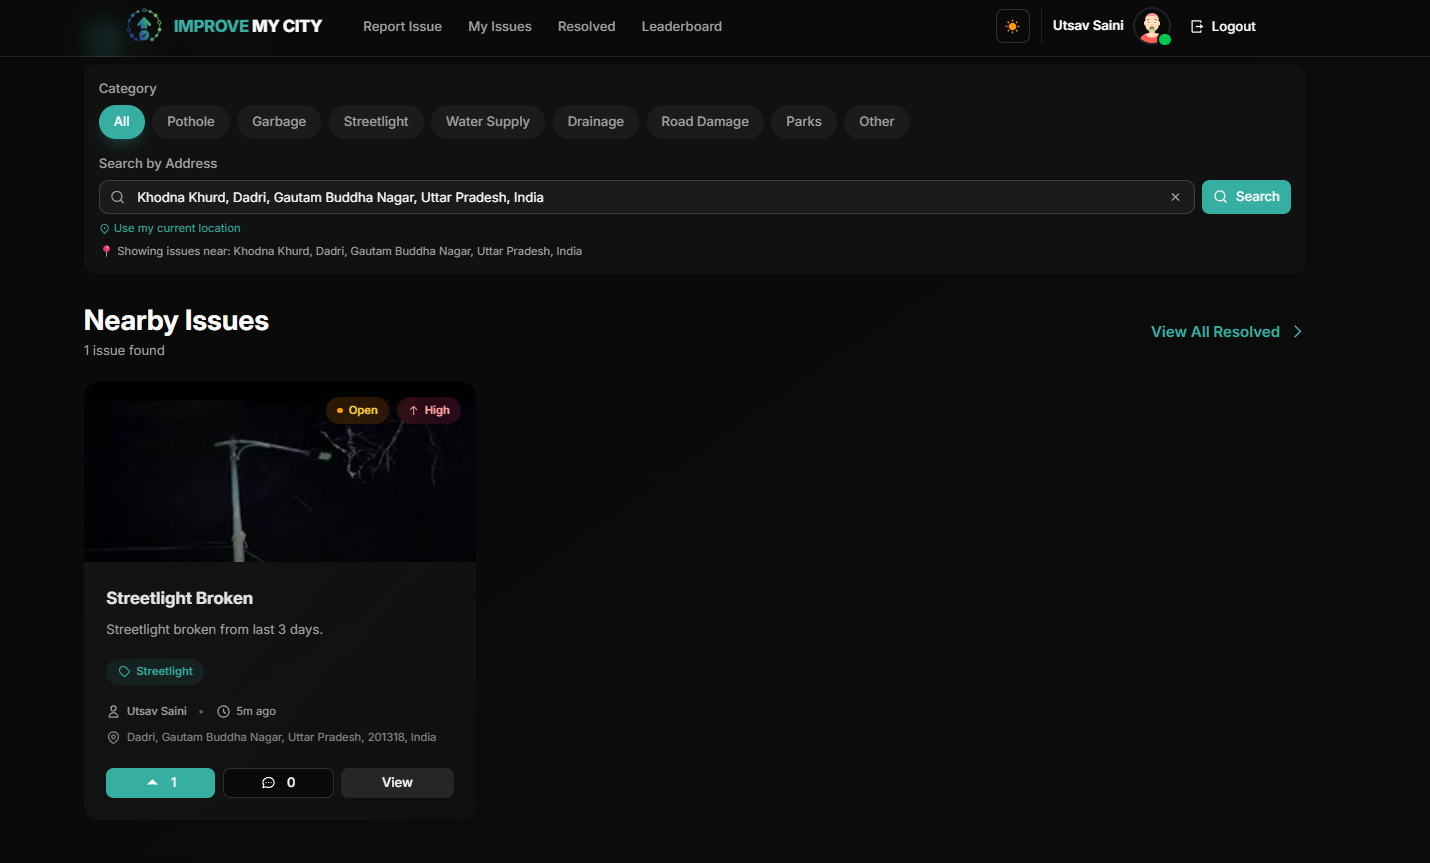 IMPROVE MY CITY Report Issue My Issues Resolved Leaderboard Utsav Saini Logout
Category
All Pothole Garbage Streetlight Water Supply Drainage Road Damage Parks Other
Search by Address
Khodna Khurd, Dadri, Gautam Buddha Nagar, Uttar Pradesh, India × Search
Use my current location
Showing issues near: Khodna Khurd, Dadri, Gautam Buddha Nagar, Uttar Pradesh, India
Nearby Issues
View All Resolved
1 issue found
Open ↑ High
Streetlight Broken
Streetlight broken from last 3 days.
Streetlight
Utsav Saini • 5m ago
Dadri, Gautam Buddha Nagar, Uttar Pradesh, 201318, India
1 0 View